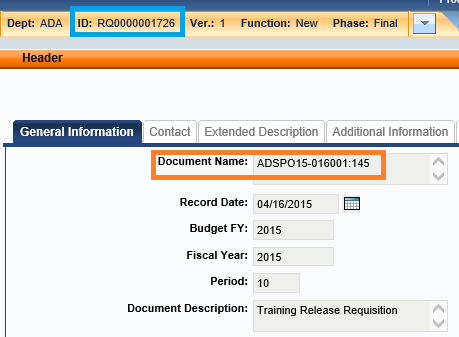 Dept: ADA ID: RQ0000001726 Ver.: 1 Function: New Phase: Final
Header
General Information Contact Extended Description Additional Information
Document Name: ADSPO15-016001:145
Record Date: 04/16/2015
Budget FY: 2015
Fiscal Year: 2015
Period: 10
Document Description: Training Release Requisition